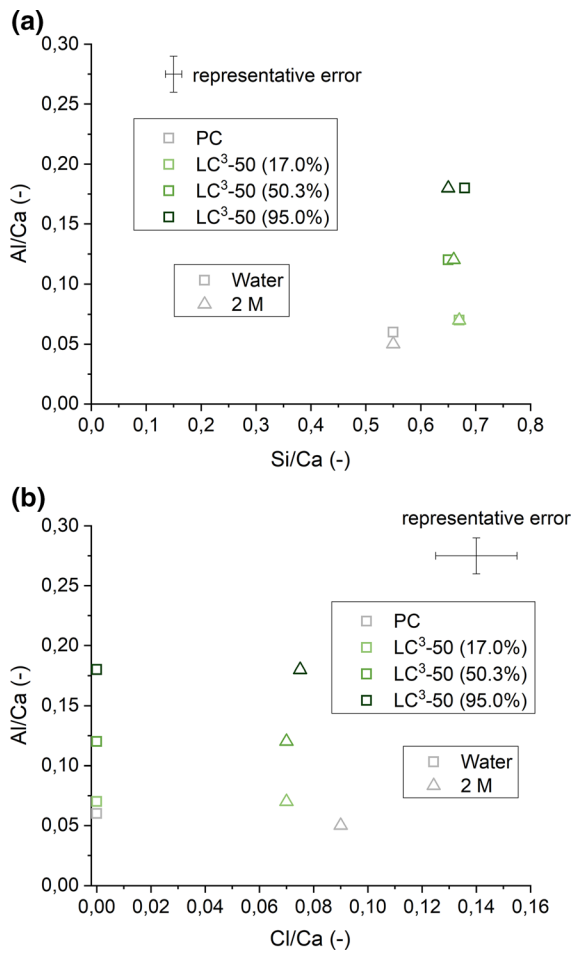 (a)
0,30
0,25
0,20
0,15
0,10
0,05
0,00
Al/Ca (-)
representative error
PC
LC³-50 (17.0%)
LC³-50 (50.3%)
LC³-50 (95.0%)
Water
2 M
0,0 0,1 0,2 0,3 0,4 0,5 0,6 0,7 0,8
Si/Ca (-)
(b)
representative error
0,30
0,25
0,20
0,15
0,10
0,05
0,00
Al/Ca (-)
PC
LC³-50 (17.0%)
LC³-50 (50.3%)
LC³-50 (95.0%)
Water
2 M
0,00 0,02 0,04 0,06 0,08 0,10 0,12 0,14 0,16
Cl/Ca (-)